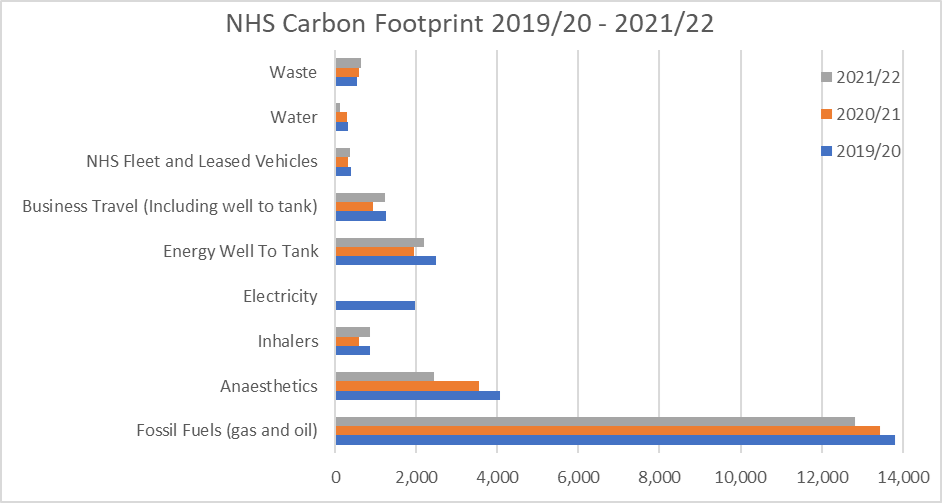 NHS Carbon Footprint 2019/20 - 2021/22
Waste
Water
NHS Fleet and Leased Vehicles
Business Travel (Including well to tank)
Energy Well To Tank
Electricity
Inhalers
Anaesthetics
Fossil Fuels (gas and oil)
2021/22
2020/21
2019/20
0 2,000 4,000 6,000 8,000 10,000 12,000 14,000